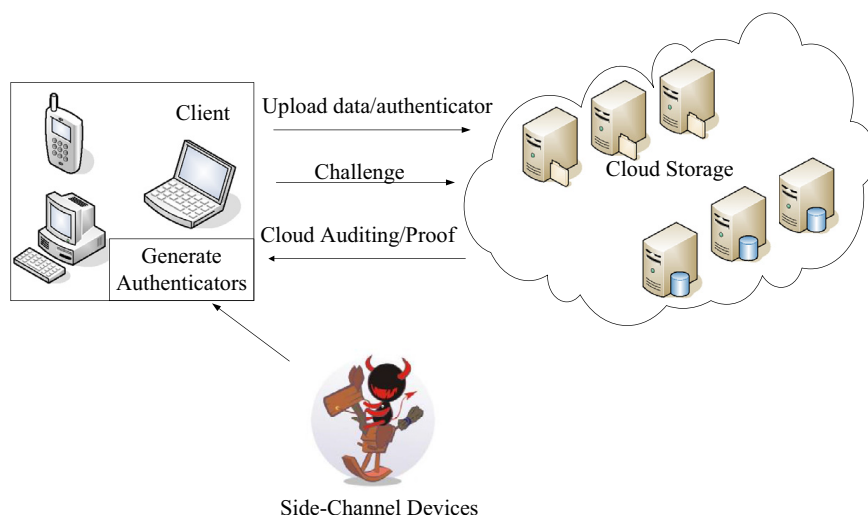 Client
Upload data/authenticator
Challenge
Cloud Auditing/Proof
Generate
Authenticators
Cloud Storage
Side-Channel Devices